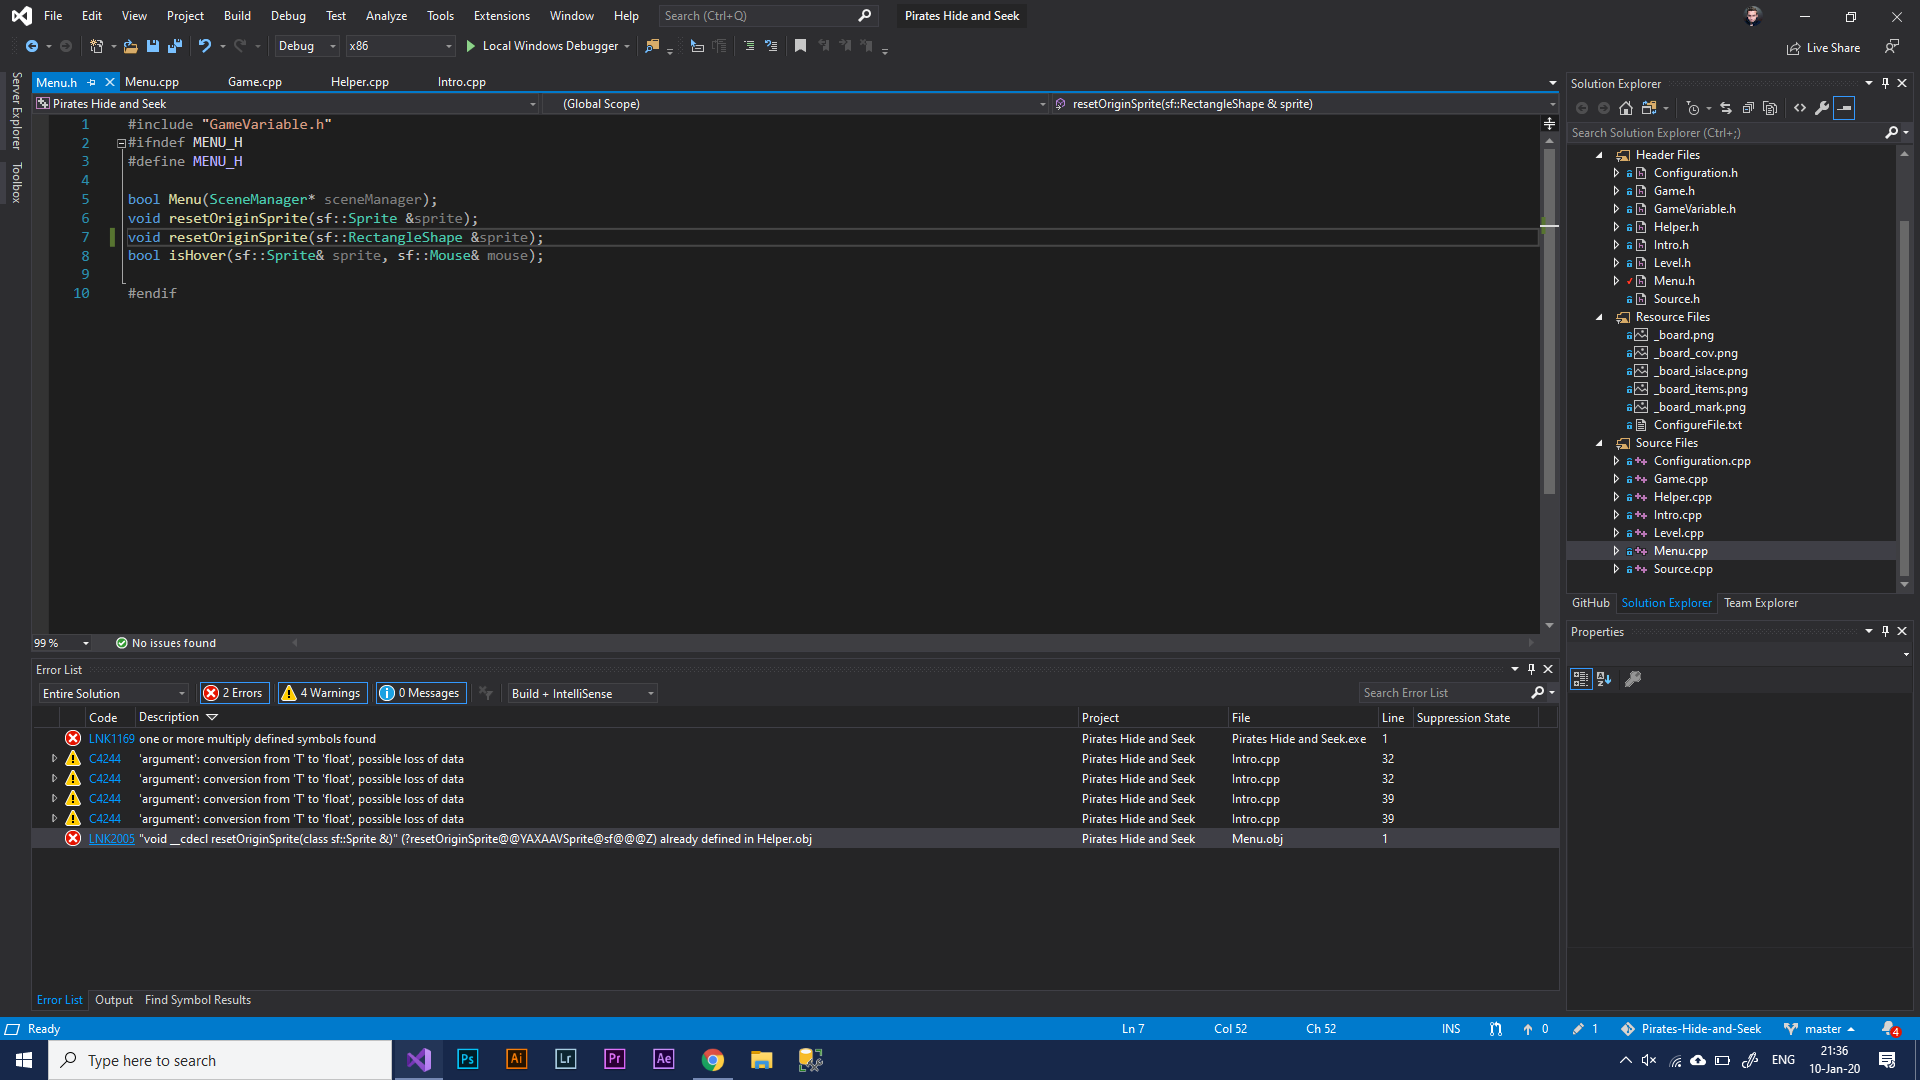 File Edit View Project Build Debug Test Analyze Tools Extensions Window Help Search (Ctrl+Q) Pirates Hide and Seek
Debug x86 Local Windows Debugger Live Share
Server Explorer
Toolbox
Menu.h Menu.cpp Game.cpp Helper.cpp Intro.cpp
Pirates Hide and Seek (Global Scope) resetOriginSprite(sf::RectangleShape & sprite)
1 #include "GameVariable.h"
2 #ifndef MENU_H
3 #define MENU_H
4
5 bool Menu(SceneManager* sceneManager);
6 void resetOriginSprite(sf::Sprite &sprite);
7 void resetOriginSprite(sf::RectangleShape &sprite);
8 bool isHover(sf::Sprite& sprite, sf::Mouse& mouse);
9
10 #endif
99 % No issues found
Solution Explorer
Search Solution Explorer (Ctrl+;)
Header Files
Configuration.h
Game.h
GameVariable.h
Helper.h
Intro.h
Level.h
Menu.h
Source.h
Resource Files
_board.png
_board_cov.png
_board_islace.png
_board_items.png
_board_mark.png
ConfigureFile.txt
Source Files
Configuration.cpp
Game.cpp
Helper.cpp
Intro.cpp
Level.cpp
Menu.cpp
Source.cpp
GitHub Solution Explorer Team Explorer
Properties
Error List
Entire Solution 2 Errors 4 Warnings 0 Messages Build + IntelliSense Search Error List
Code Description Project File Line Suppression State
LNK1169 one or more multiply defined symbols found Pirates Hide and Seek Pirates Hide and Seek.exe 1
C4244 'argument': conversion from 'T' to 'float', possible loss of data Pirates Hide and Seek Intro.cpp 32
C4244 'argument': conversion from 'T' to 'float', possible loss of data Pirates Hide and Seek Intro.cpp 32
C4244 'argument': conversion from 'T' to 'float', possible loss of data Pirates Hide and Seek Intro.cpp 39
C4244 'argument': conversion from 'T' to 'float', possible loss of data Pirates Hide and Seek Intro.cpp 39
LNK2005 "void __cdecl resetOriginSprite(class sf::Sprite &)" (?resetOriginSprite@@YAXAAVSprite@sf@@@Z) already defined in Helper.obj Pirates Hide and Seek Menu.obj 1
Error List Output Find Symbol Results
Ready Ln 7 Col 52 Ch 52 INS 0 1 Pirates-Hide-and-Seek master 4
Type here to search Ps Ai Lr Pr Ae ENG 21:36
10-Jan-20